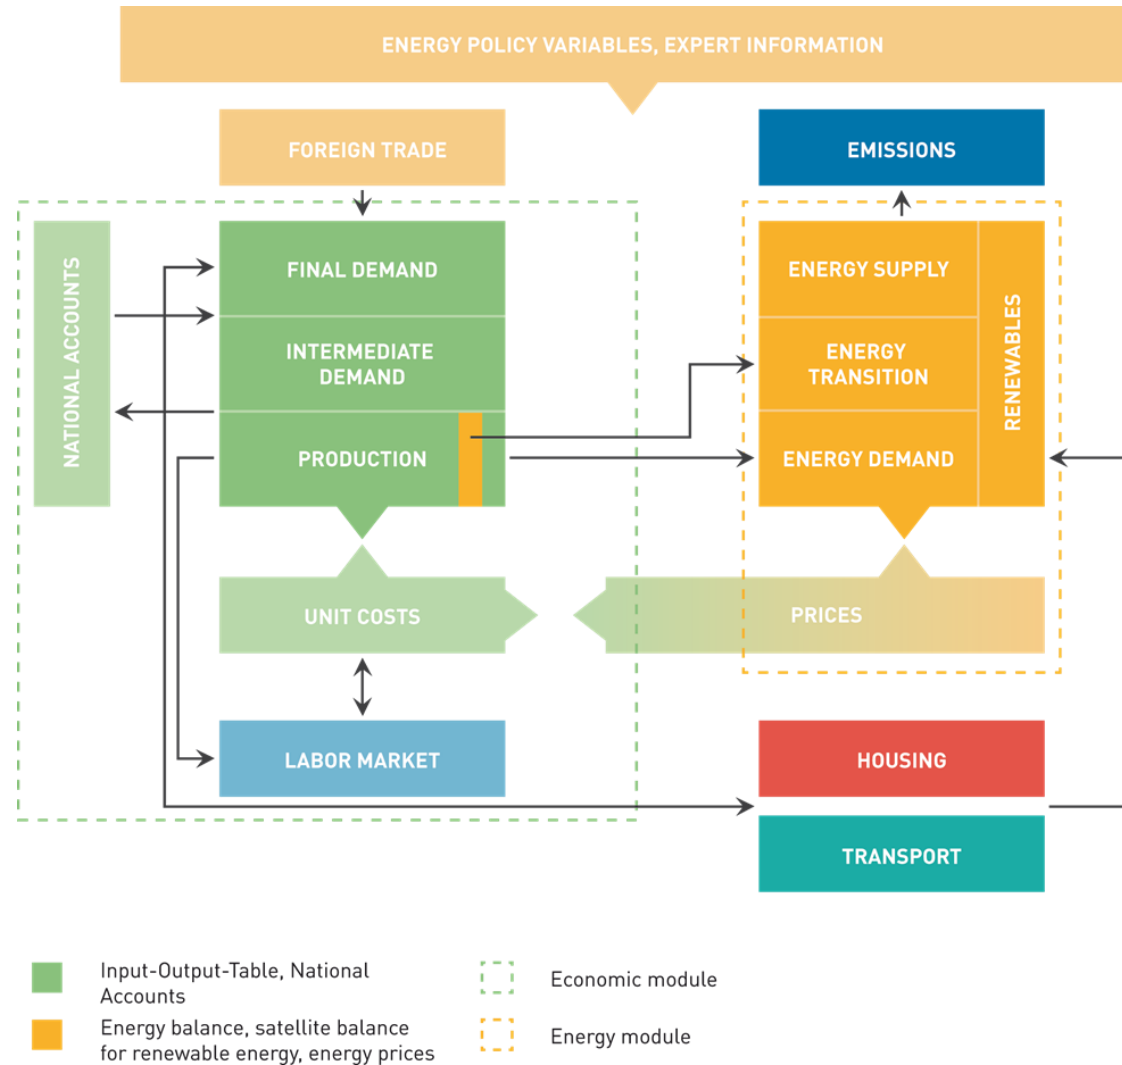 ENERGY POLICY VARIABLES, EXPERT INFORMATION
FOREIGN TRADE
EMISSIONS
NATIONAL ACCOUNTS
FINAL DEMAND
INTERMEDIATE
DEMAND
PRODUCTION
ENERGY SUPPLY
ENERGY
TRANSITION
ENERGY DEMAND
RENEWABLES
UNIT COSTS
PRICES
LABOR MARKET
HOUSING
TRANSPORT
Input-Output-Table, National
Accounts
Energy balance, satellite balance
for renewable energy, energy prices
Economic module
Energy module